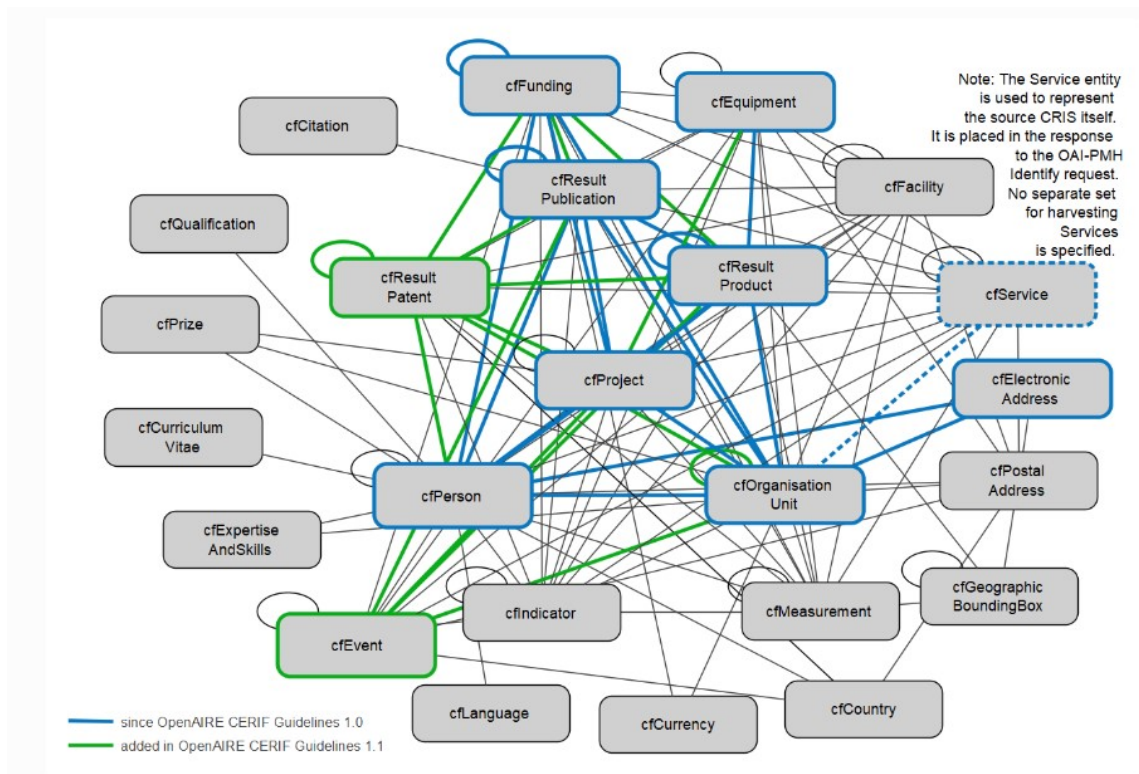 cfFunding
cfEquipment
Note: The Service entity
is used to represent
the source CRIS itself.
It is placed in the response
to the OAI-PMH
Identify request.
No separate set
for harvesting
Services
is specified.
cfCitation
cfResult
Publication
cfFacility
cfQualification
cfResult
Patent
cfResult
Product
cfService
cfPrize
cfProject
cfElectronic
Address
cfCurriculum
Vitae
cfPerson
cfOrganisation
Unit
cfPostal
Address
cfExpertise
AndSkills
cfIndicator
cfMeasurement
cfGeographic
BoundingBox
cfEvent
cfLanguage
cfCurrency
cfCountry
since OpenAIRE CERIF Guidelines 1.0
added in OpenAIRE CERIF Guidelines 1.1